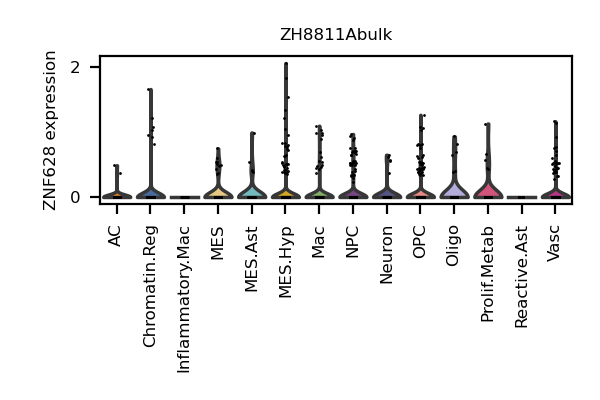 ZH8811Abulk
ZNF628 expression
2
0
AC
Chromatin.Reg
Inflammatory.Mac
MES
MES.Ast
MES.Hyp
Mac
NPC
Neuron
OPC
Oligo
Prolif.Metab
Reactive.Ast
Vasc